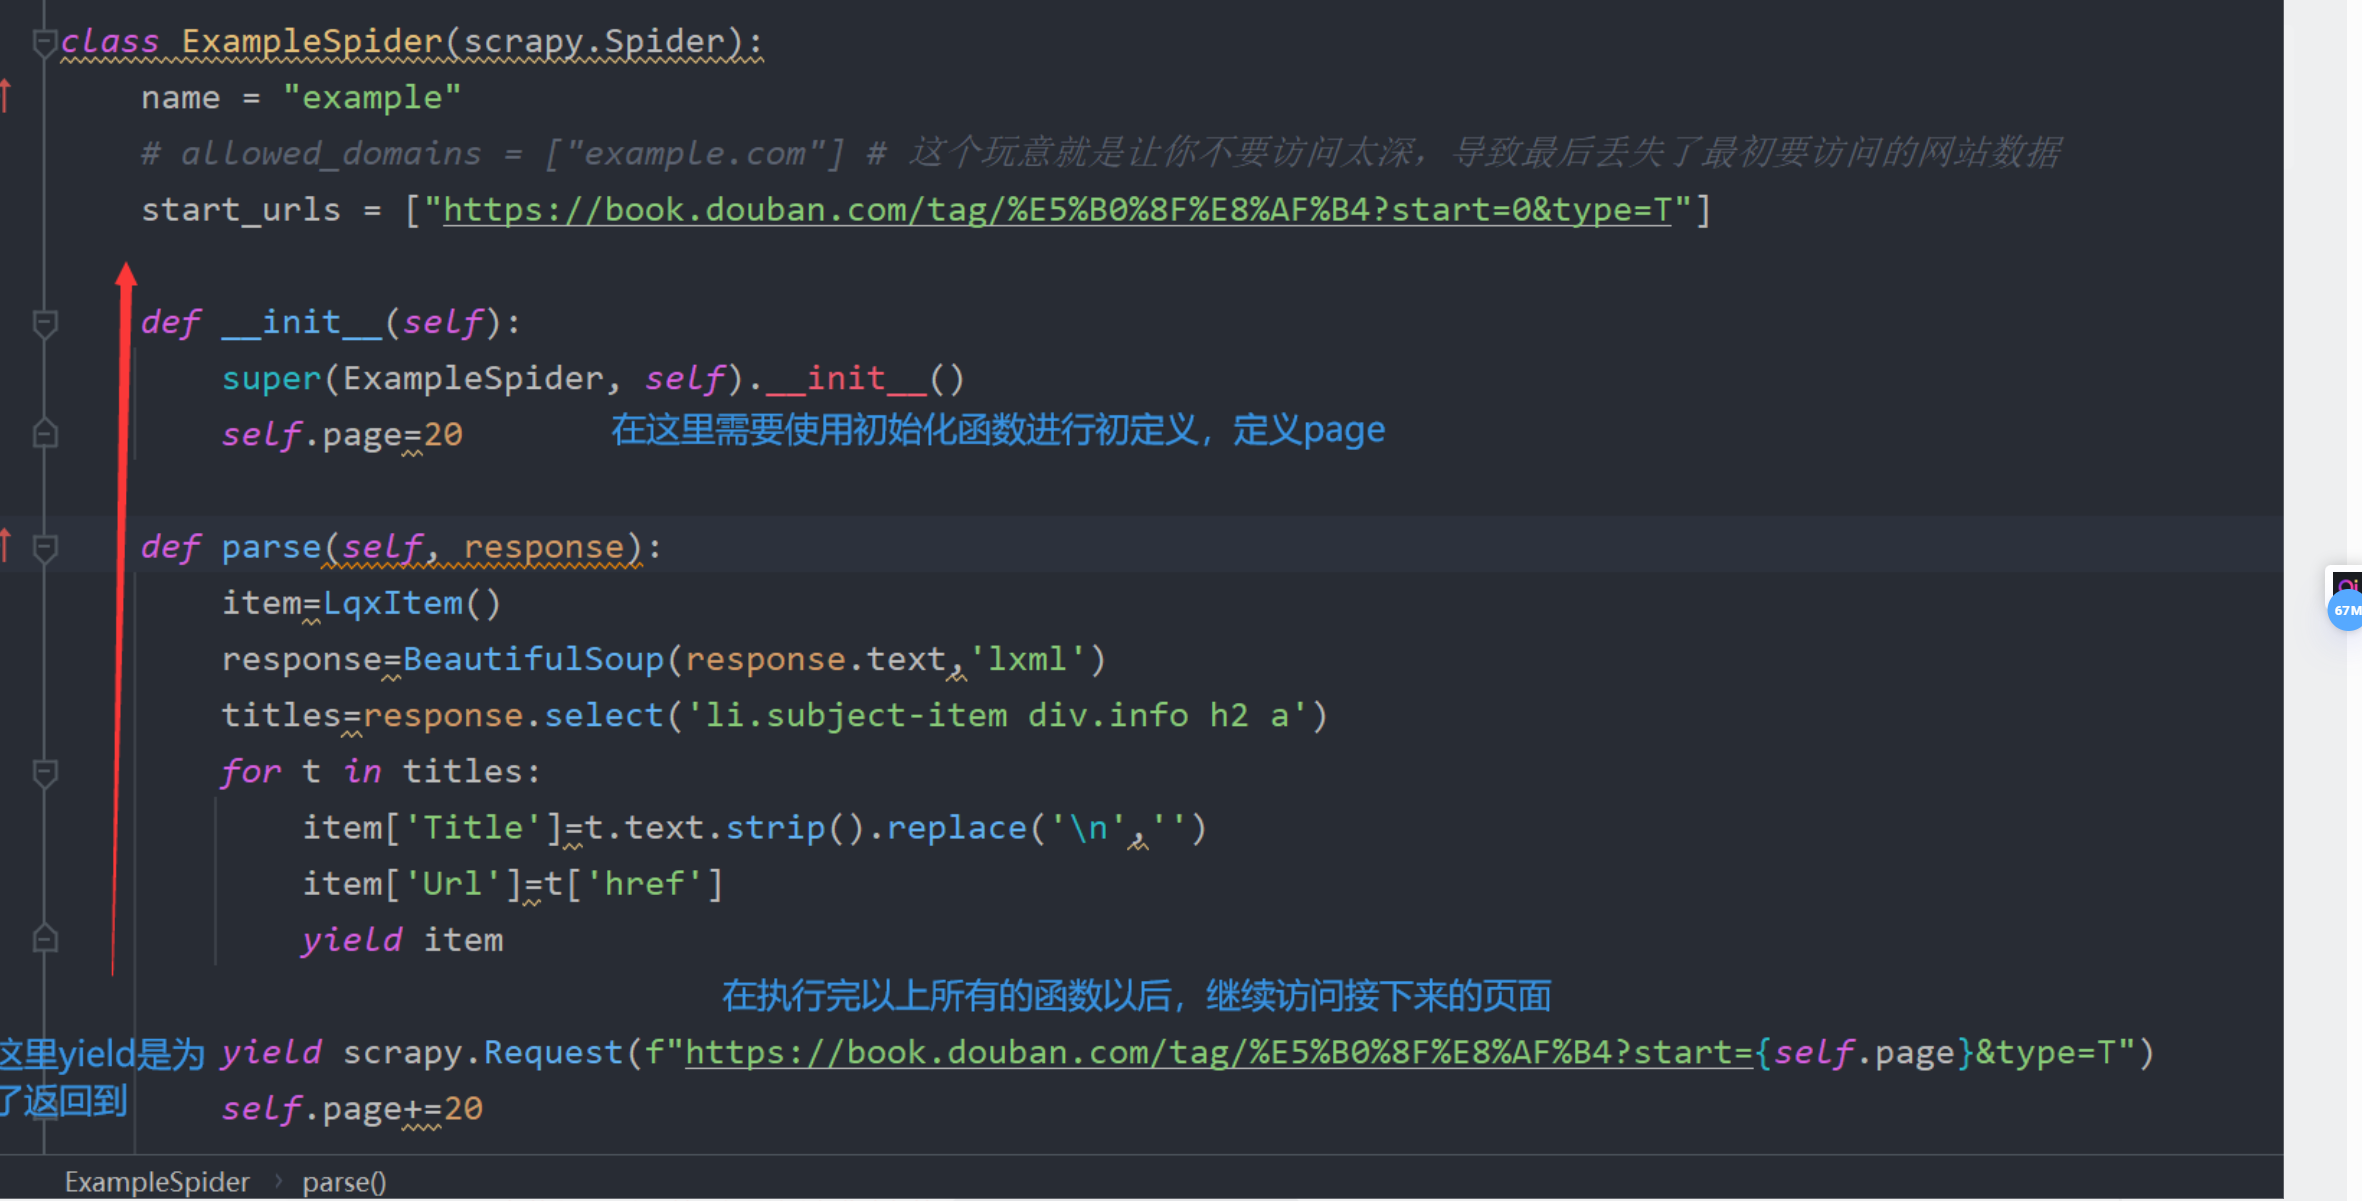 class ExampleSpider(scrapy.Spider):
name = "example"
# allowed_domains = ["example.com"] # 这个玩意就是让你不要访问太深，导致最后丢失了最初要访问的网站数据
start_urls = ["https://book.douban.com/tag/%E5%B0%8F%E8%AF%B4?start=0&type=T"]
def __init__(self):
super(ExampleSpider, self).__init__()
self.page=20 在这里需要使用初始化函数进行初定义，定义page
def parse(self, response):
item=LqxItem()
response=BeautifulSoup(response.text,'lxml')
titles=response.select('li.subject-item div.info h2 a')
for t in titles:
item['Title']=t.text.strip().replace('\n','')
item['Url']=t['href']
yield item
在执行完以上所有的函数以后，继续访问接下来的页面
这里yield是为 yield scrapy.Request(f"https://book.douban.com/tag/%E5%B0%8F%E8%AF%B4?start={self.page}&type=T")
了返回到 self.page+=20
ExampleSpider › parse()
67M